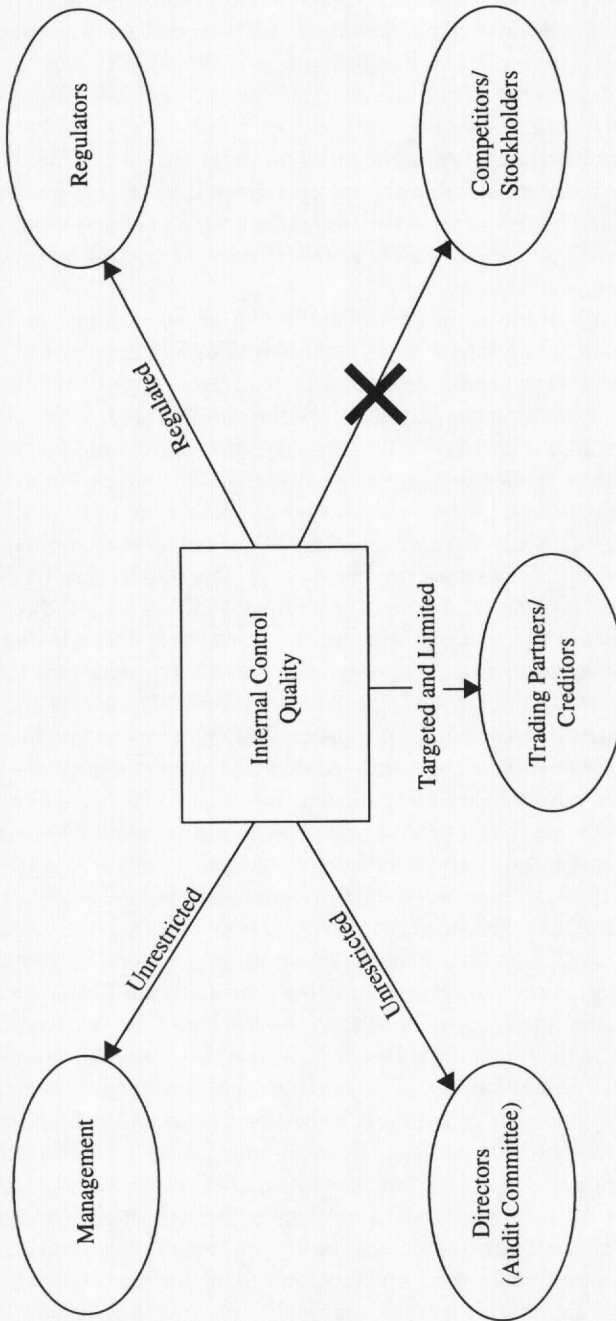 Management
Regulators
Unrestricted
Regulated
Internal Control
Quality
Unrestricted
Targeted and Limited
Directors
(Audit Committee)
Trading Partners/
Creditors
Competitors/
Stockholders